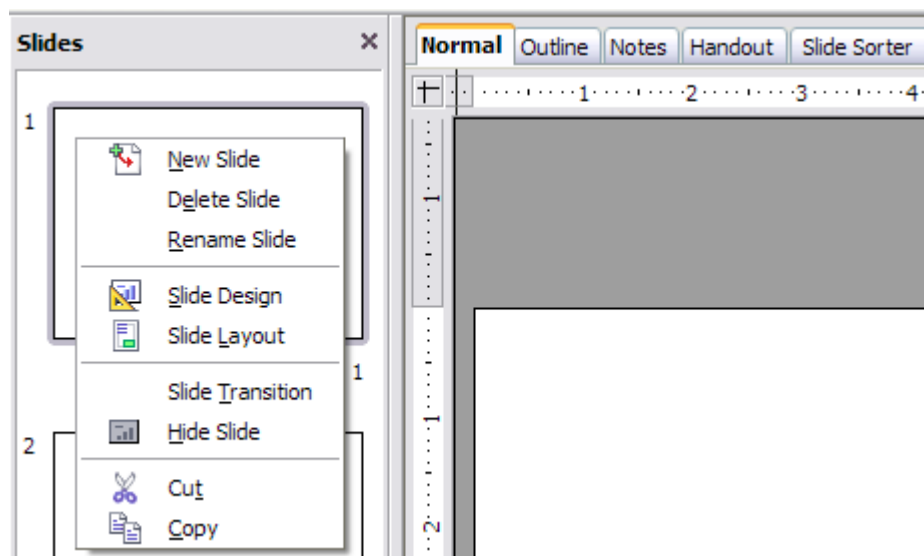 Slides
Normal Outline Notes Handout Slide Sorter
1 2 3 4
1
New Slide
Delete Slide
Rename Slide
1
Slide Design
Slide Layout
1
Slide Transition
Hide Slide
1
2
Cut
Copy
2